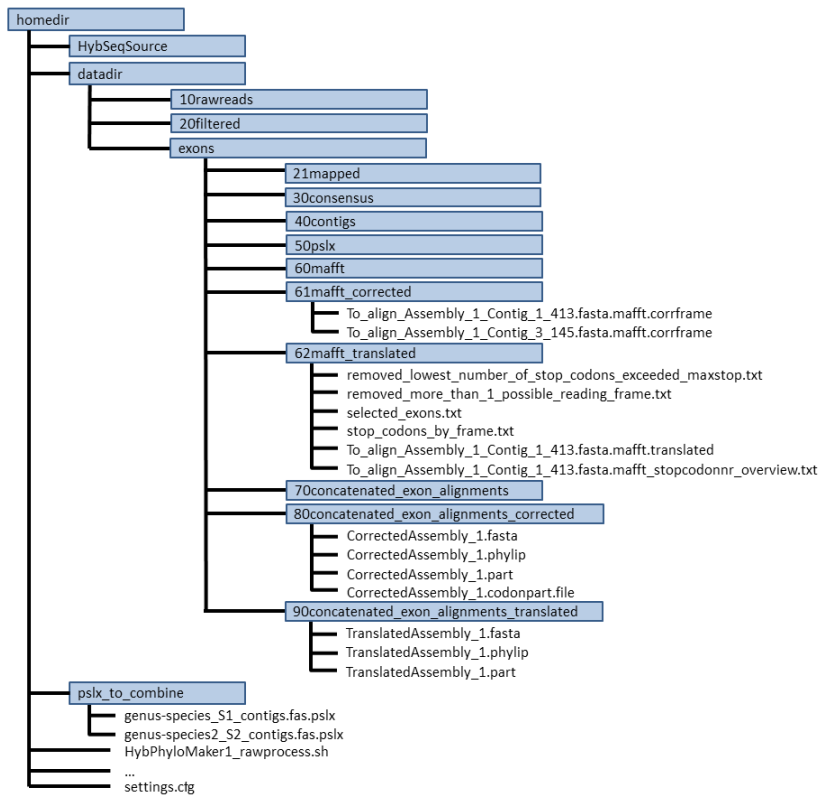 homedir
HybSeqSource
datadir
10rawreads
20filtered
exons
21mapped
30consensus
40contigs
50pslx
60mafft
61mafft_corrected
To_align_Assembly_1_Contig_1_413.fasta.mafft.corrframe
To_align_Assembly_1_Contig_3_145.fasta.mafft.corrframe
62mafft_translated
removed_lowest_number_of_stop_codons_exceeded_maxstop.txt
removed_more_than_1_possible_reading_frame.txt
selected_exons.txt
stop_codons_by_frame.txt
To_align_Assembly_1_Contig_1_413.fasta.mafft.translated
To_align_Assembly_1_Contig_1_413.fasta.mafft_stopcodonnr_overview.txt
70concatenated_exon_alignments
80concatenated_exon_alignments_corrected
CorrectedAssembly_1.fasta
CorrectedAssembly_1.phylip
CorrectedAssembly_1.part
CorrectedAssembly_1.codonpart.file
90concatenated_exon_alignments_translated
TranslatedAssembly_1.fasta
TranslatedAssembly_1.phylip
TranslatedAssembly_1.part
pslx_to_combine
genus-species_S1_contigs.fas.pslx
genus-species2_S2_contigs.fas.pslx
HybPhyloMaker1_rawprocess.sh
...
settings.cfg